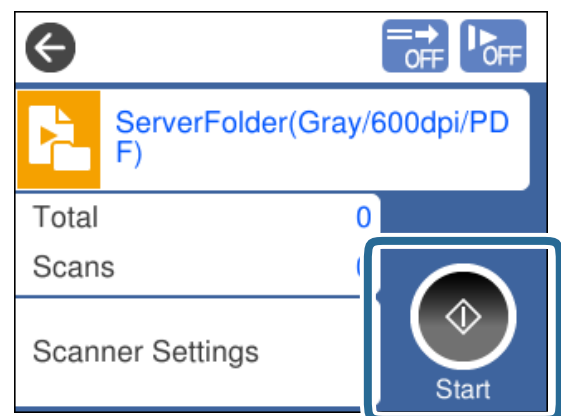 OFF
OFF
ServerFolder(Gray/600dpi/PD
F)
Total 0
Scans
Scanner Settings
Start